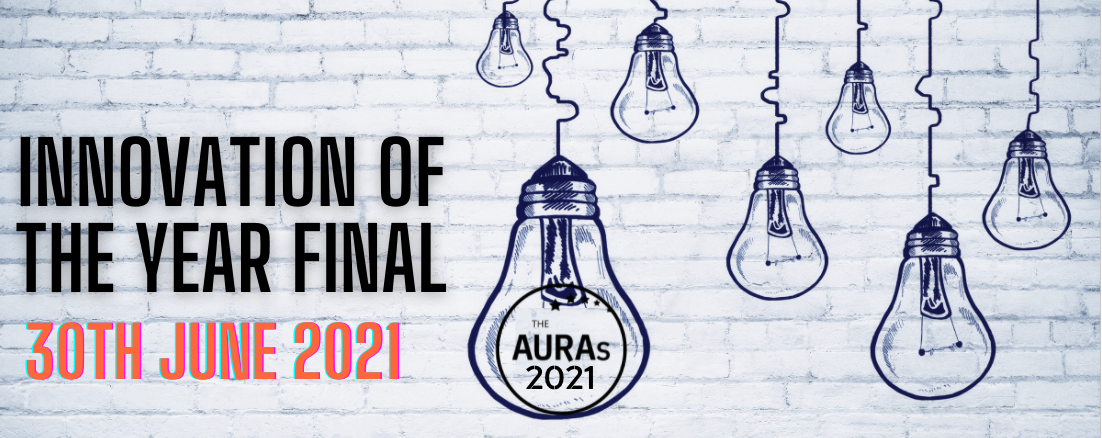 INNOVATION OF
THE YEAR FINAL
30TH JUNE 2021
THE
AURAs
2021